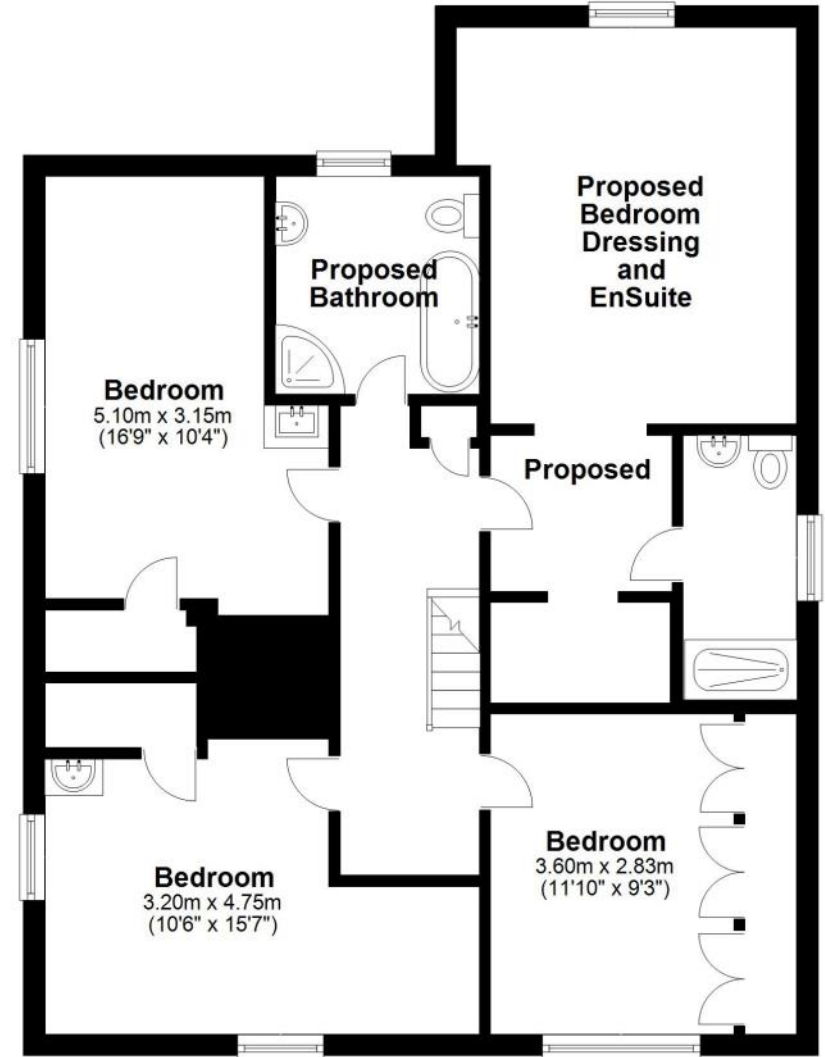 Proposed
Bedroom
Dressing
and
EnSuite
Proposed
Bathroom
Bedroom
5.10m x 3.15m
(16'9" x 10'4")
Proposed
Bedroom
3.60m x 2.83m
(11'10" x 9'3")
Bedroom
3.20m x 4.75m
(10'6" x 15'7")